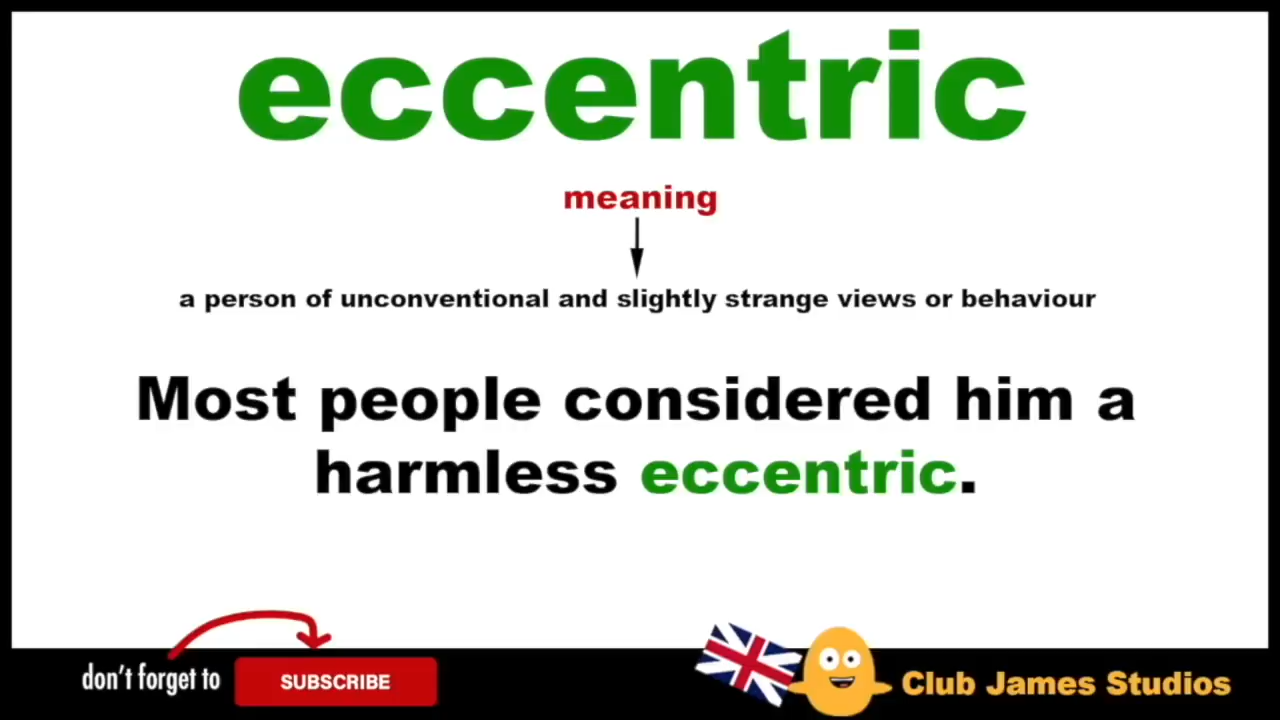 eccentric
meaning
a person of unconventional and slightly strange views or behaviour
Most people considered him a
harmless eccentric.
don't forget to SUBSCRIBE
Club James Studios